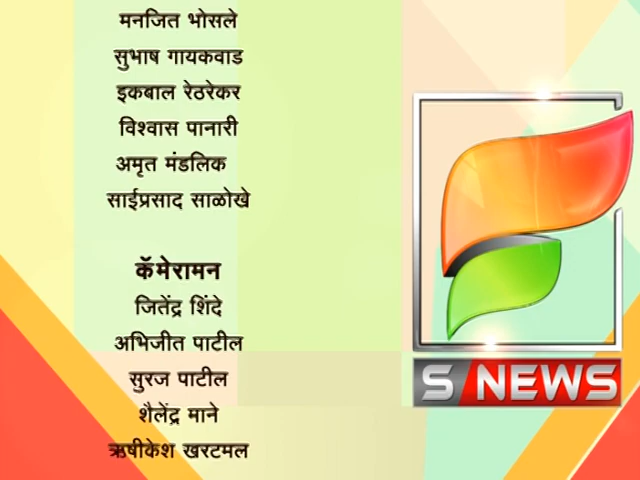 मनजित भोसले
सुभाष गायकवाड
इकबाल रेठरेकर
विश्वास पानारी
अमृत मंडलिक
साईप्रसाद साळोखे
कॅमेरामन
जितेंद्र शिंदे
अभिजीत पाटील
सुरज पाटील
शैलेंद्र माने
ऋषीकेश खरटमल
S NEWS